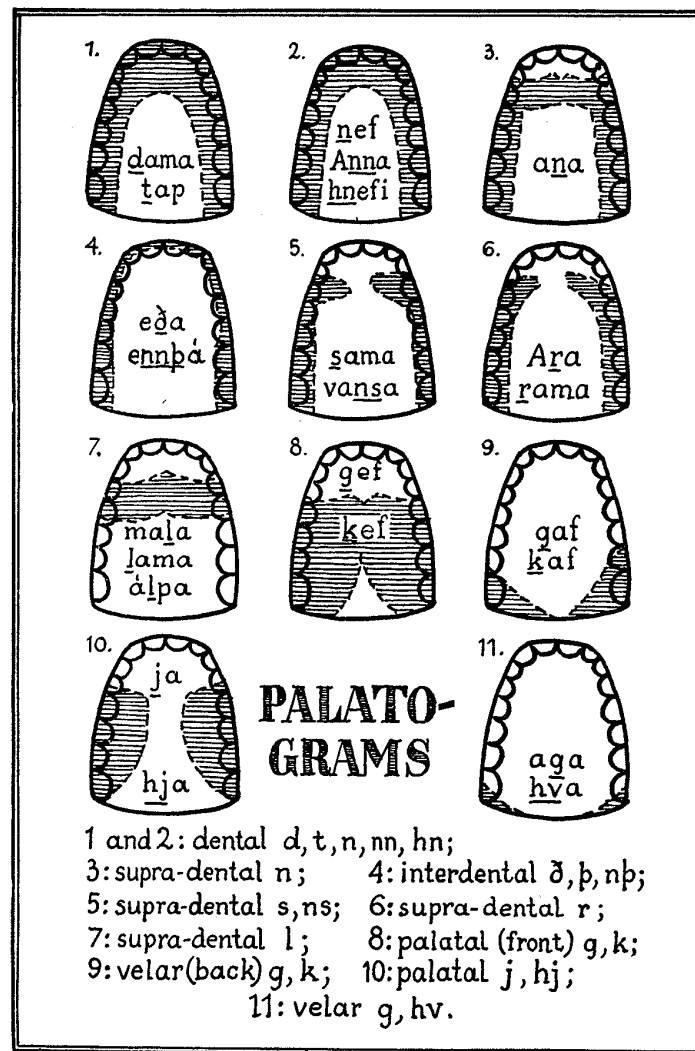 1.
dama
tap
2.
nef
Anna
hnefi
3.
ana
4.
eða
ennþá
5.
sama
vansa
6.
Ara
rama
7.
mala
lama
álpa
8.
gef
kef
9.
gaf
kaf
10.
ja
hja
PALATO-
GRAMS
11.
aga
hva
1 and 2: dental d, t, n, nn, hn;
3: supra-dental n; 4: interdental ð, þ, nþ;
5: supra-dental s, ns; 6: supra-dental r;
7: supra-dental l; 8: palatal (front) g, k;
9: velar (back) g, k; 10: palatal j, hj;
11: velar g, hv.